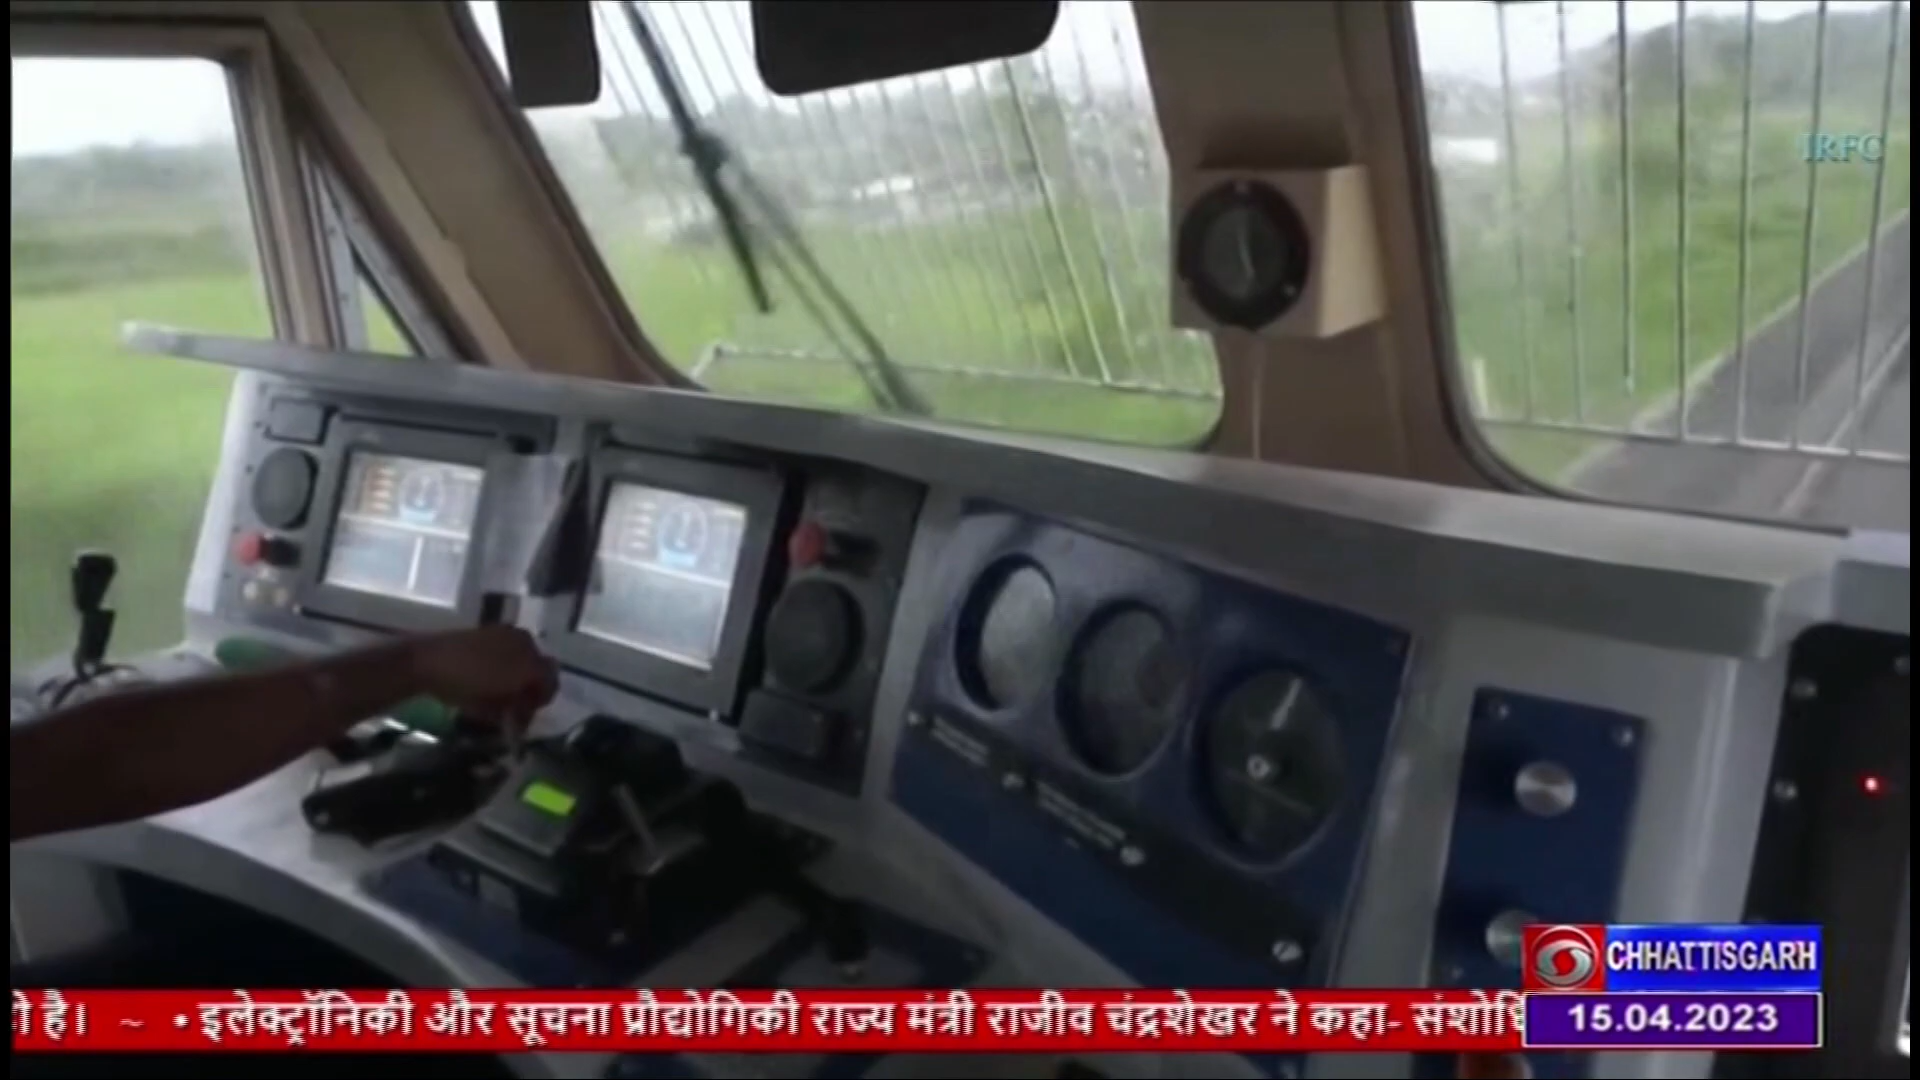 IRFC
CHHATTISGARH
है। ~ • इलेक्ट्रॉनिकी और सूचना प्रौद्योगिकी राज्य मंत्री राजीव चंद्रशेखर ने कहा-
15.04.2023